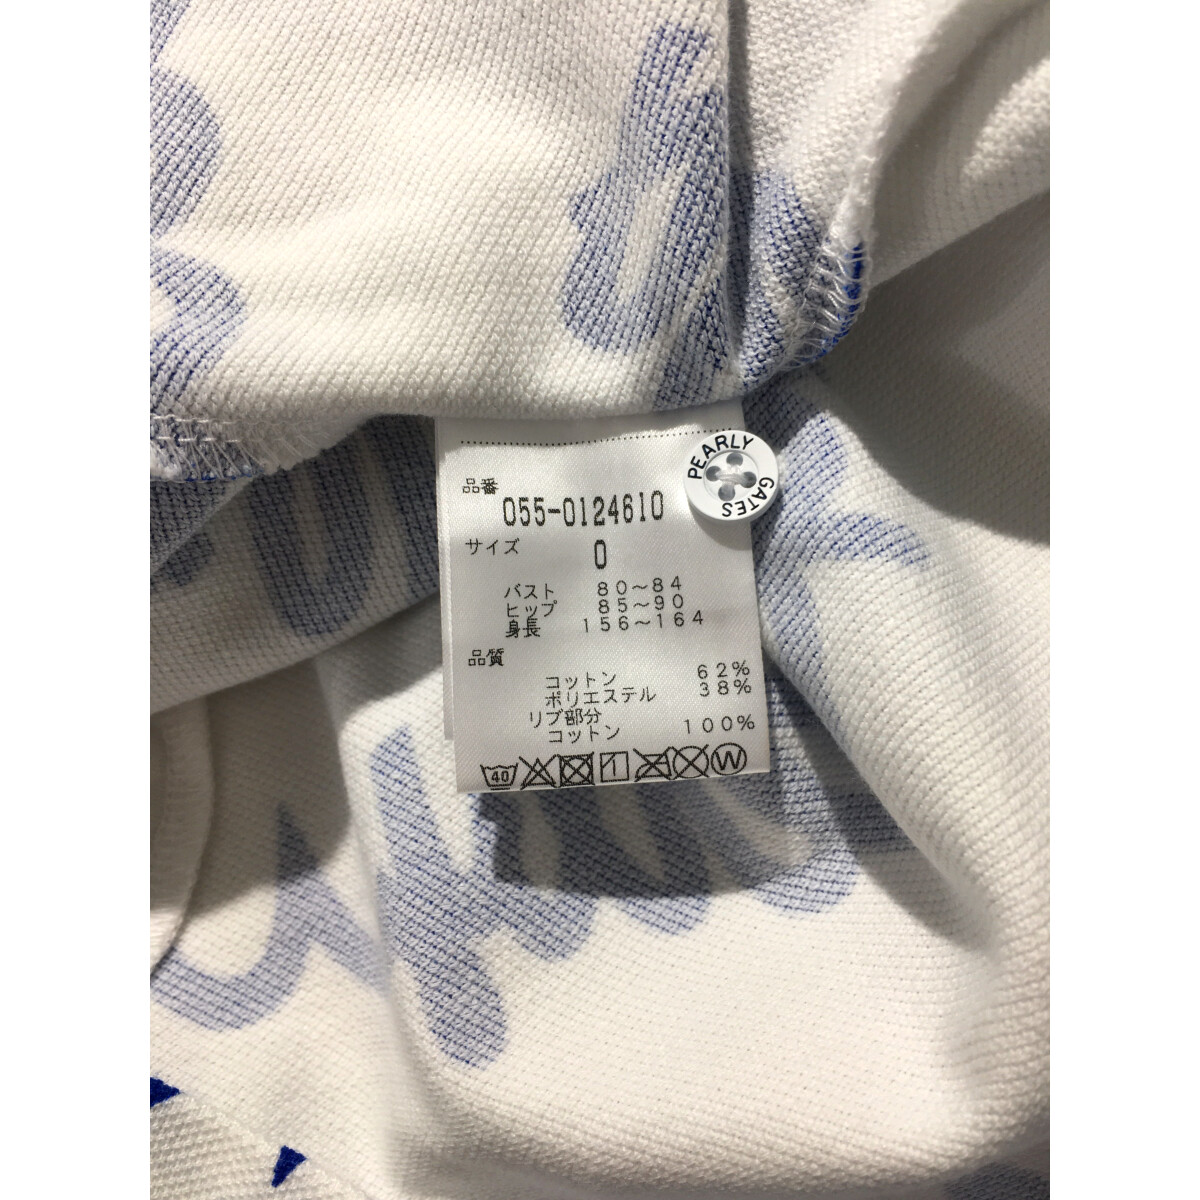 PEARLY GATES
品番
055-0124610
サイズ 0
バスト 80～84
ヒップ 85～90
身長 156～164
品質
コットン 62%
ポリエステル 38%
リブ部分
コットン 100%
40 1 W